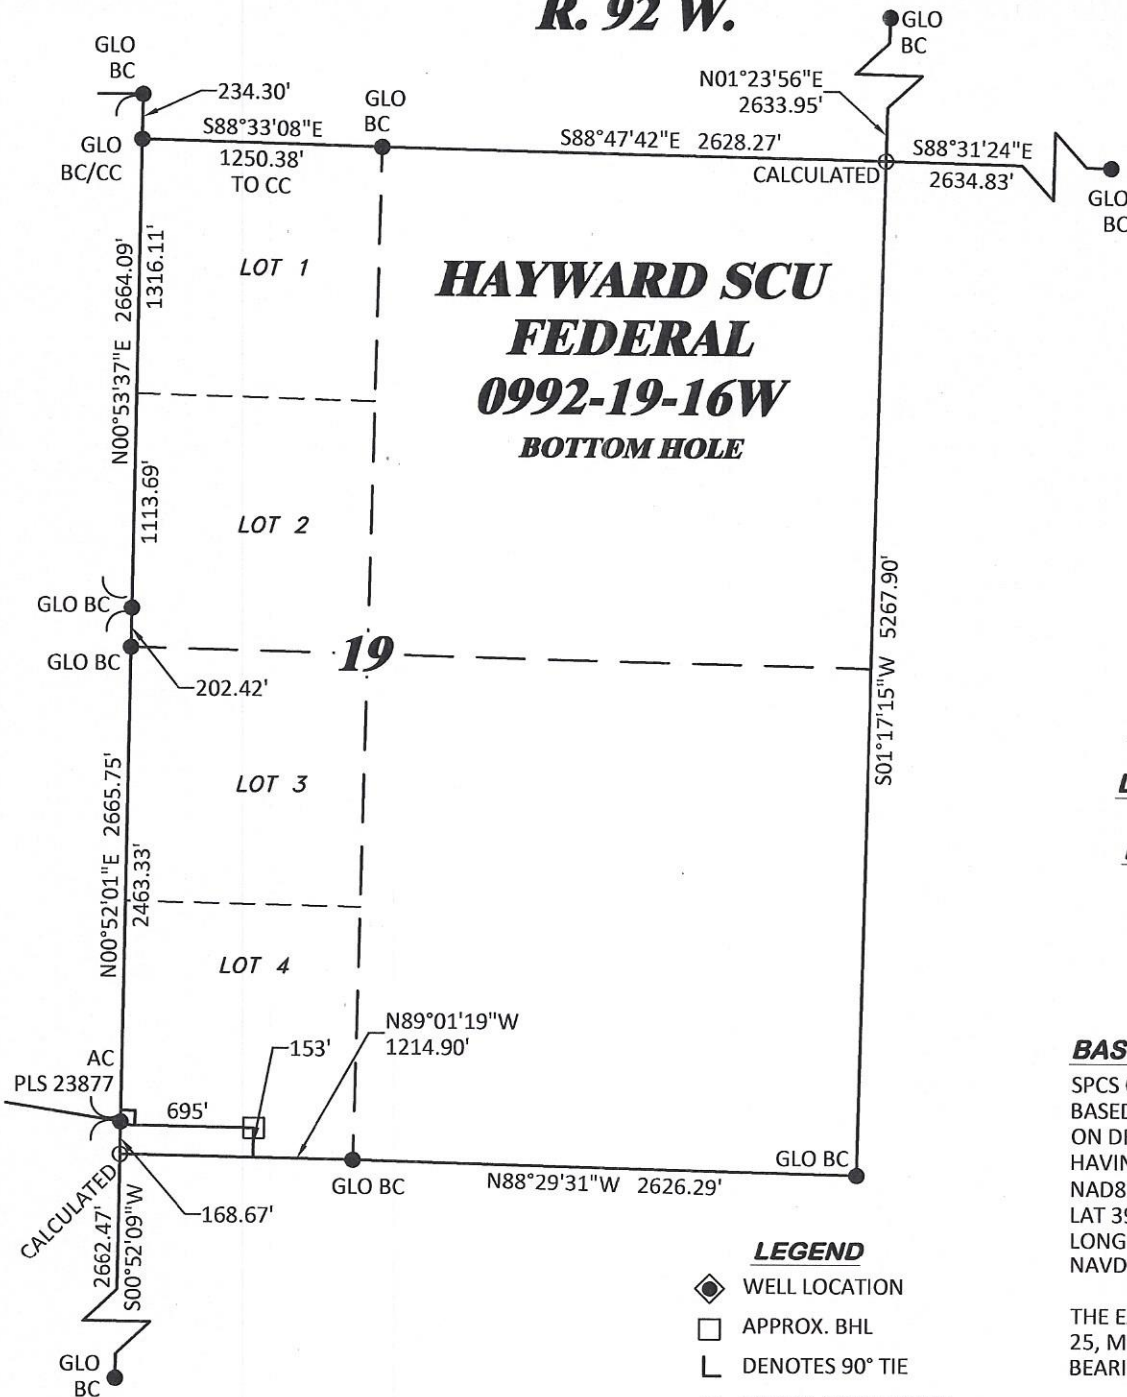 R. 92 W.
GLO
BC
GLO
BC
234.30'
GLO
BC
N01°23'56"E
2633.95'
S88°33'08"E
S88°47'42"E 2628.27'
S88°31'24"E
GLO
BC/CC
1250.38'
TO CC
CALCULATED
2634.83'
GLO
BC
LOT 1
N00°53'37"E 2664.09'
1316.11'
HAYWARD SCU
FEDERAL
0992-19-16W
BOTTOM HOLE
1113.69'
LOT 2
GLO BC
GLO BC
19
202.42'
S01°17'15"W 5267.90'
LOT 3
N00°52'01"E 2665.75'
2463.33'
LOT 4
N89°01'19"W
1214.90'
153'
AC
PLS 23877
695'
GLO BC
GLO BC
N88°29'31"W 2626.29'
CALCULATED
168.67'
2662.47'
S00°52'09"W
GLO
BC
LEGEND
WELL LOCATION
APPROX. BHL
DENOTES 90° TIE
BAS
SPCS
BASED
ON
HAVIN
NAD8
LAT 39
LONG
NAVD
THE E
25, M
BEARI